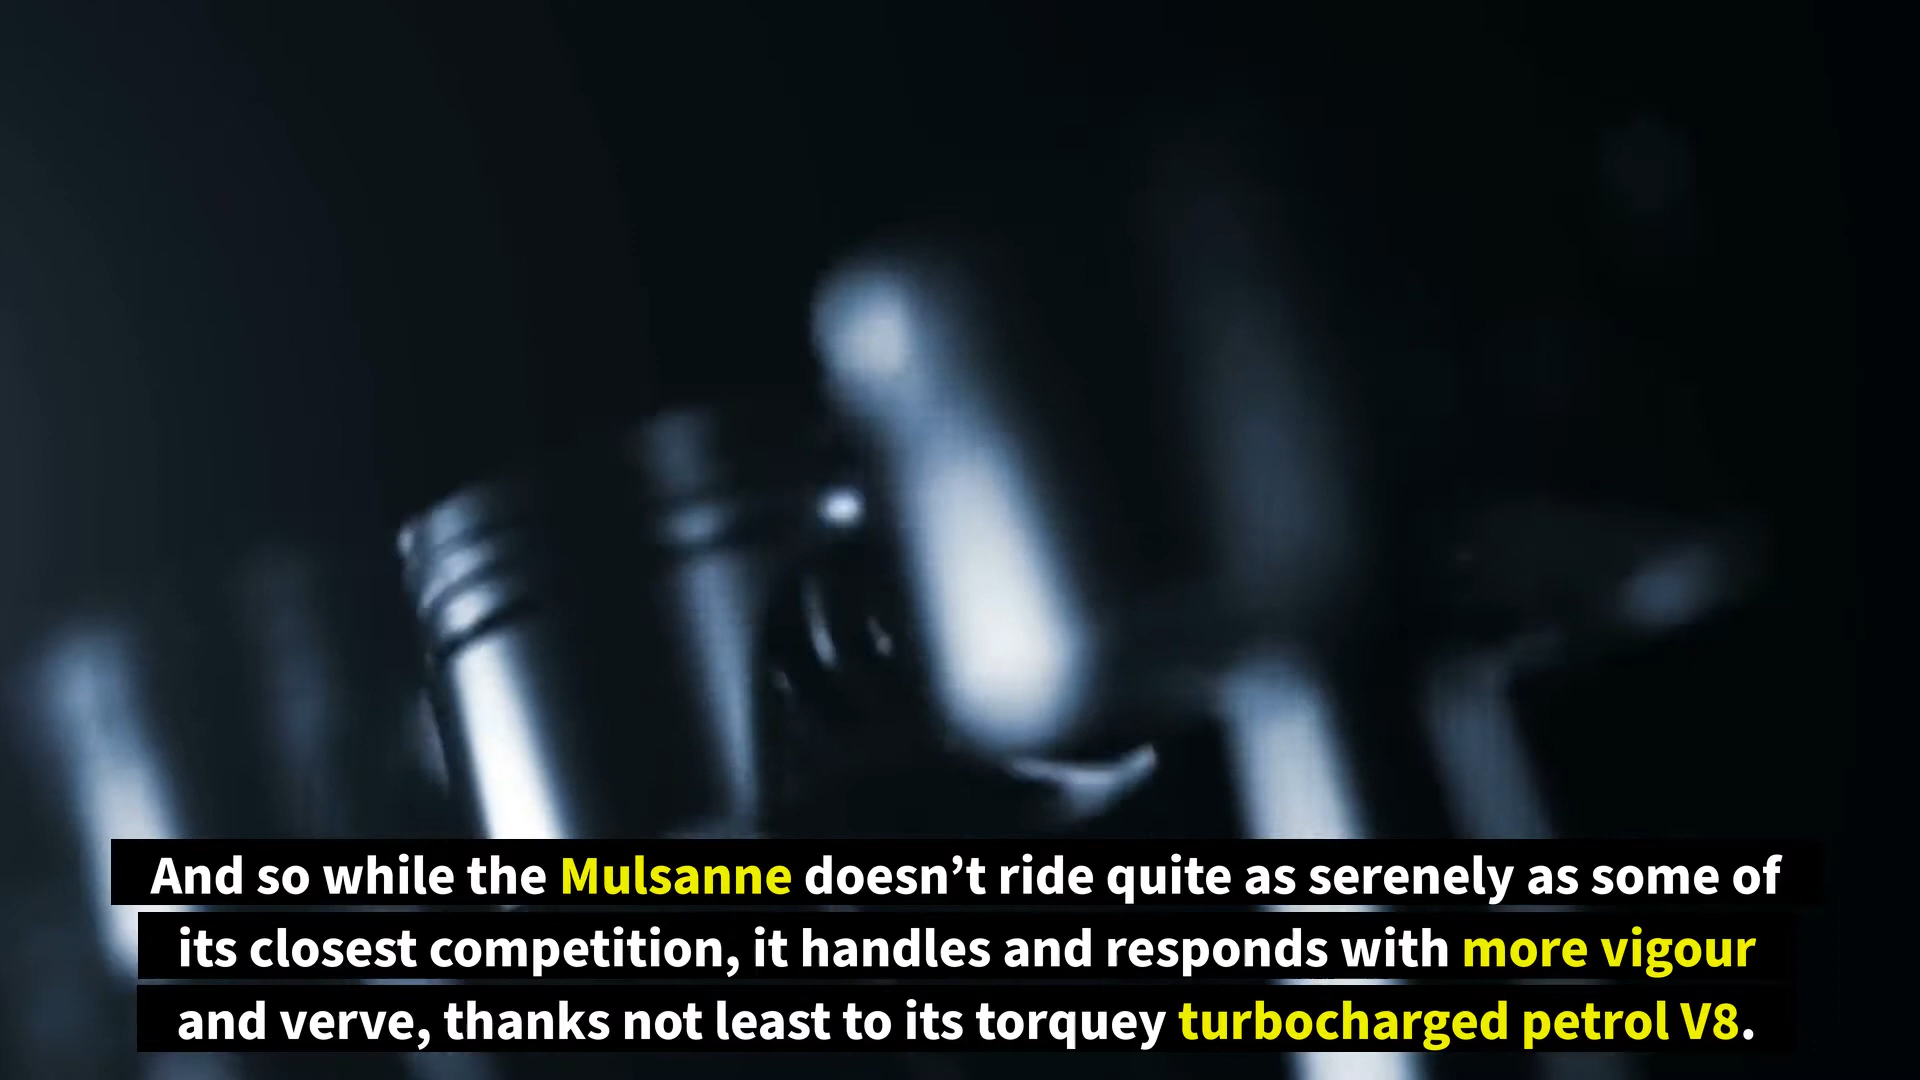 And so while the Mulsanne doesn’t ride quite as serenely as some of
its closest competition, it handles and responds with more vigour
and verve, thanks not least to its torquey turbocharged petrol V8.